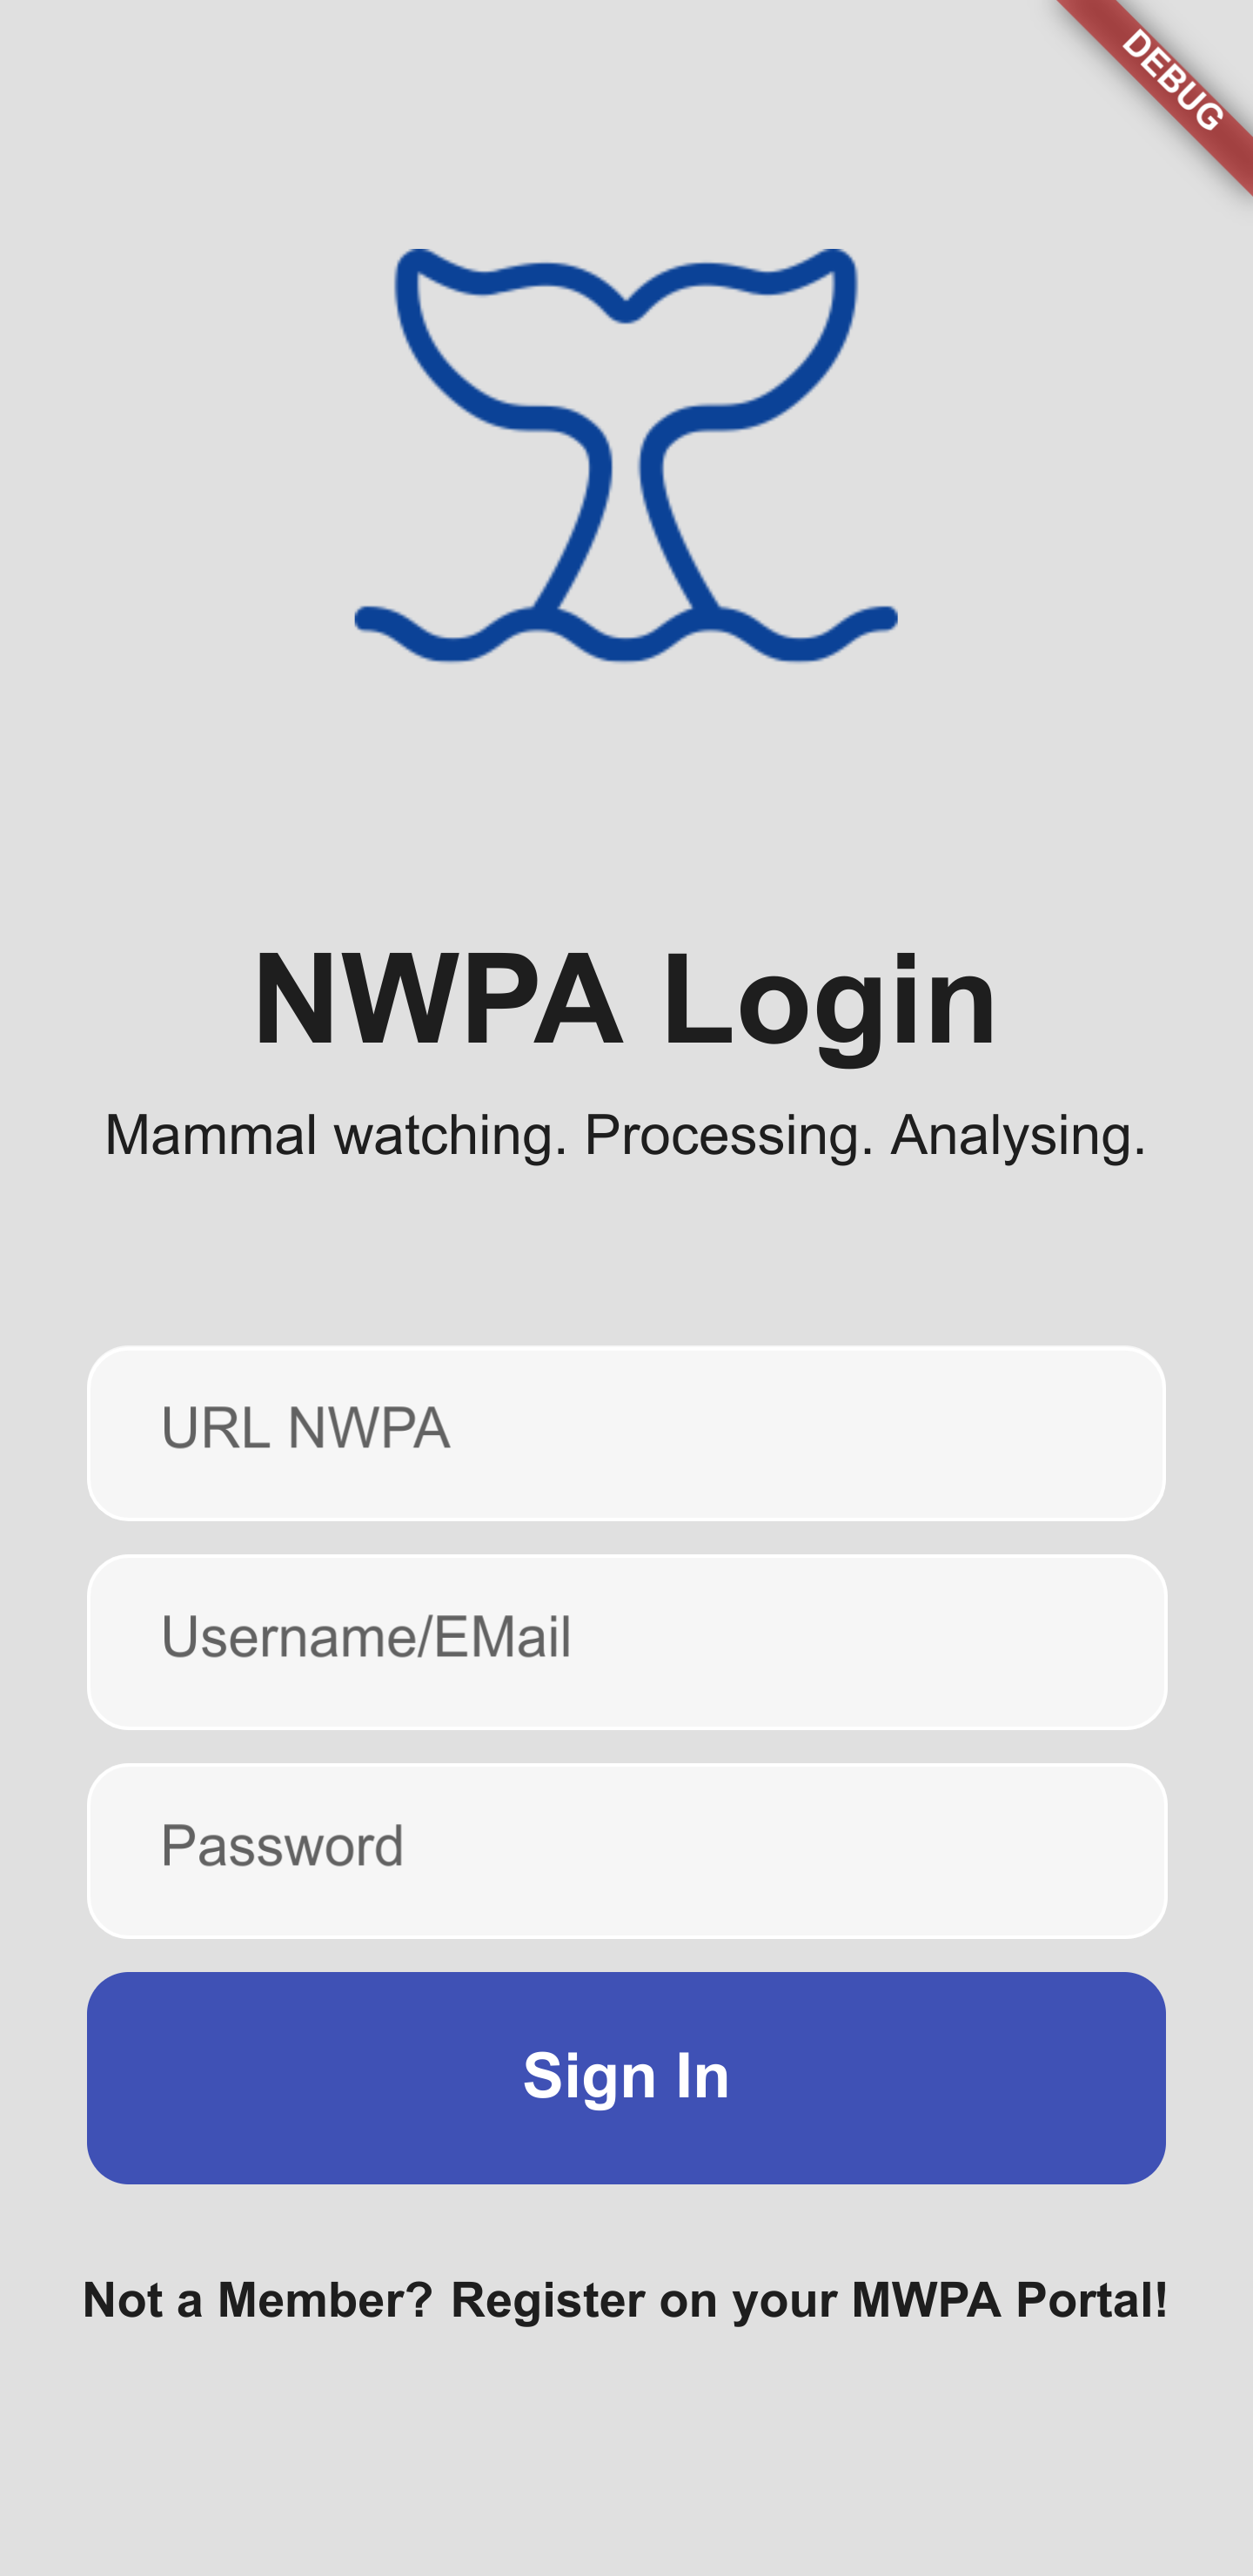 DEBUG
NWPA Login
Mammal watching. Processing. Analysing.
URL NWPA
Username/EMail
Password
Sign In
Not a Member? Register on your MWPA Portal!